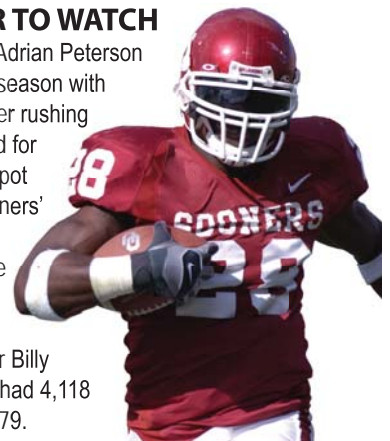 R TO WATCH
Adrian Peterson
season with
er rushing
d for
pot
ners'
e
r Billy
had 4,118
79.
28
SOONERS
28